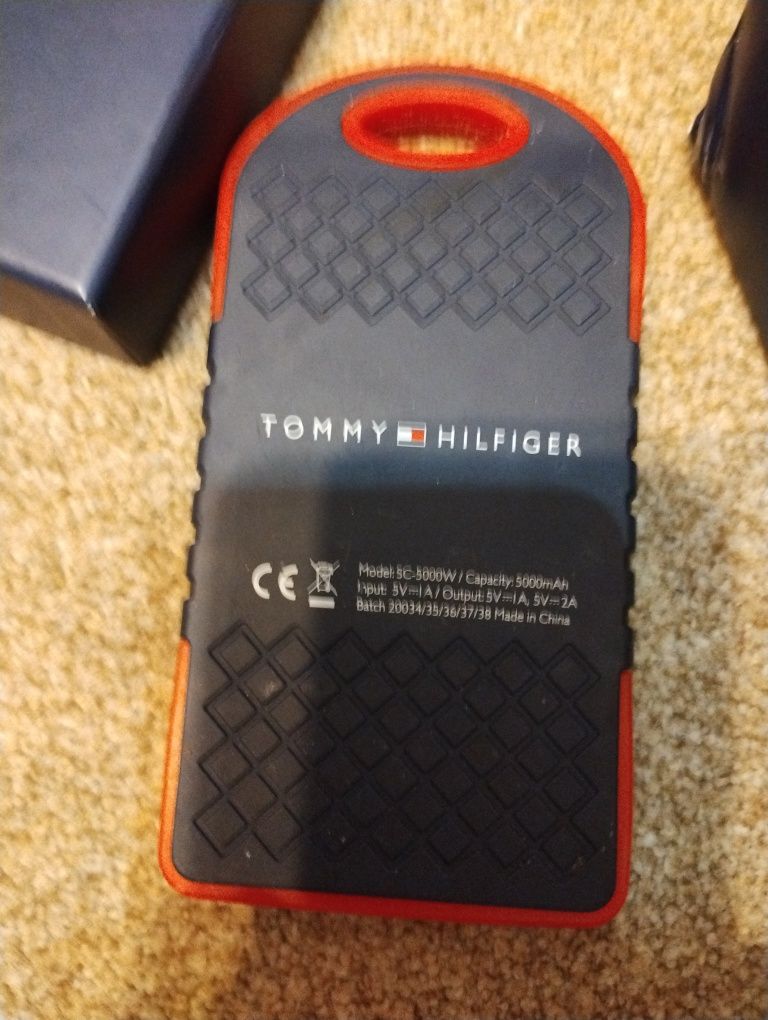 TOMMY HILFIGER
CE
Model: SC-5000W / Capacity: 5000mAh
Input: 5V⎓1A / Output: 5V⎓1A, 5V⎓2A
Batch 20034/35/36/37/38 Made in China